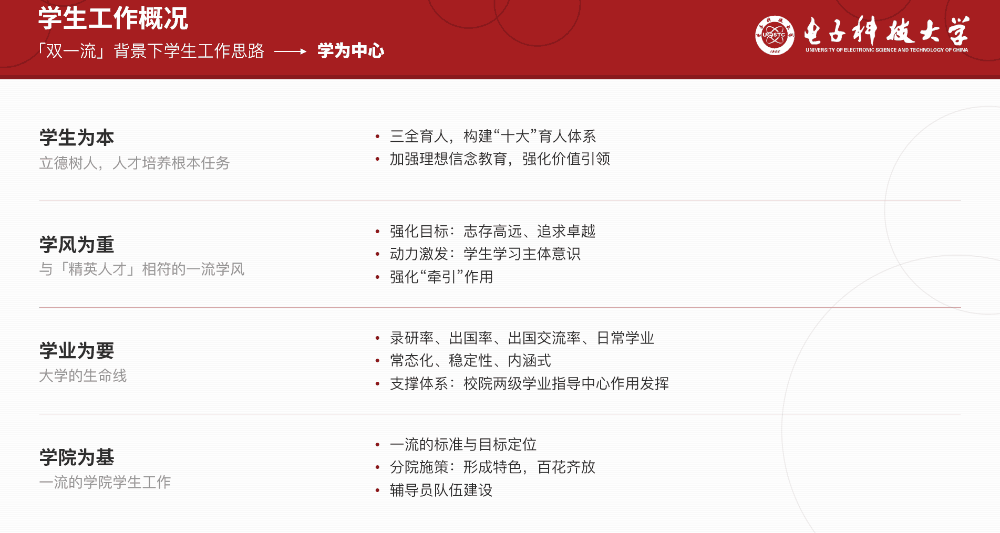 学生工作概况
「双一流」背景下学生工作思路 → 学为中心
电子科技大学
UNIVERSITY OF ELECTRONIC SCIENCE AND TECHNOLOGY OF CHINA
学生为本
立德树人，人才培养根本任务
• 三全育人，构建“十大”育人体系
• 加强理想信念教育，强化价值引领
学风为重
与「精英人才」相符的一流学风
• 强化目标：志存高远、追求卓越
• 动力激发：学生学习主体意识
• 强化“牵引”作用
学业为要
大学的生命线
• 录研率、出国率、出国交流率、日常学业
• 常态化、稳定性、内涵式
• 支撑体系：校院两级学业指导中心作用发挥
学院为基
一流的学院学生工作
• 一流的标准与目标定位
• 分院施策：形成特色，百花齐放
• 辅导员队伍建设